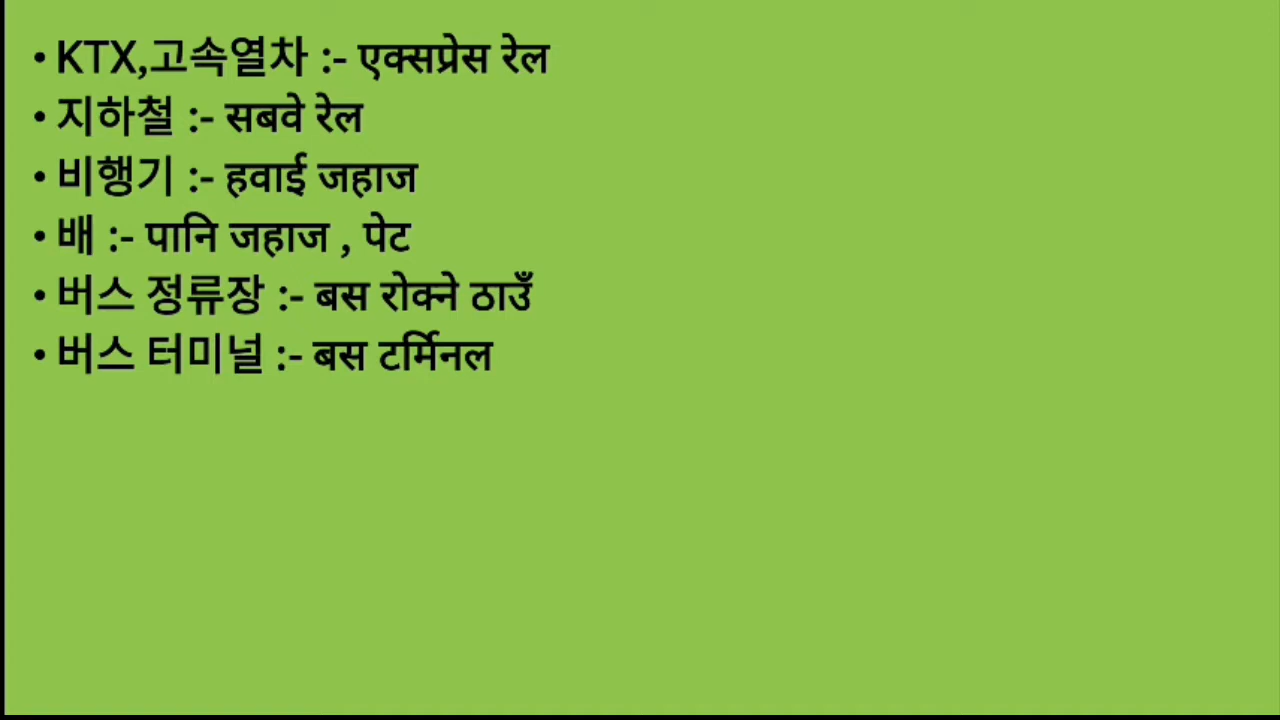 • KTX,고속열차 :- एक्सप्रेस रेल
• 지하철 :- सबवे रेल
• 비행기 :- हवाई जहाज
• 배 :- पानि जहाज , पेट
• 버스 정류장 :- बस रोक्ने ठाउँ
• 버스 터미널 :- बस टर्मिनल